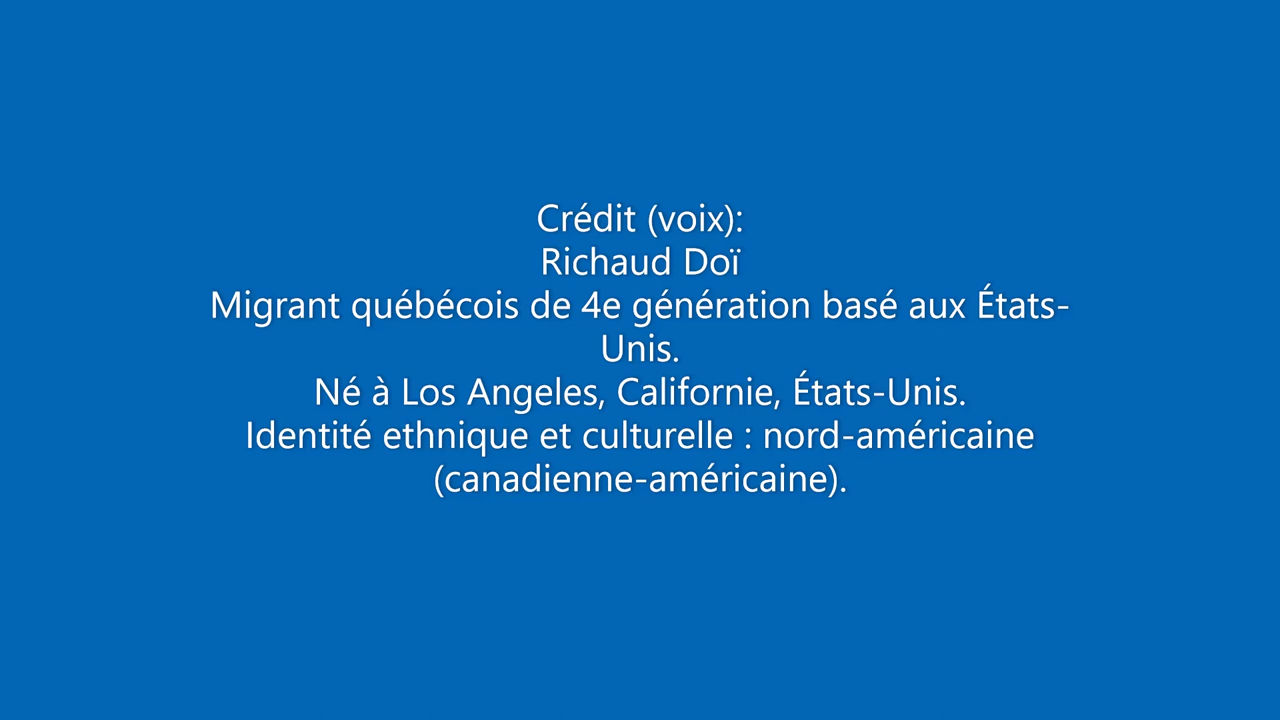 Crédit (voix):
Richaud Doï
Migrant québécois de 4e génération basé aux États-
Unis.
Né à Los Angeles, Californie, États-Unis.
Identité ethnique et culturelle : nord-américaine
(canadienne-américaine).